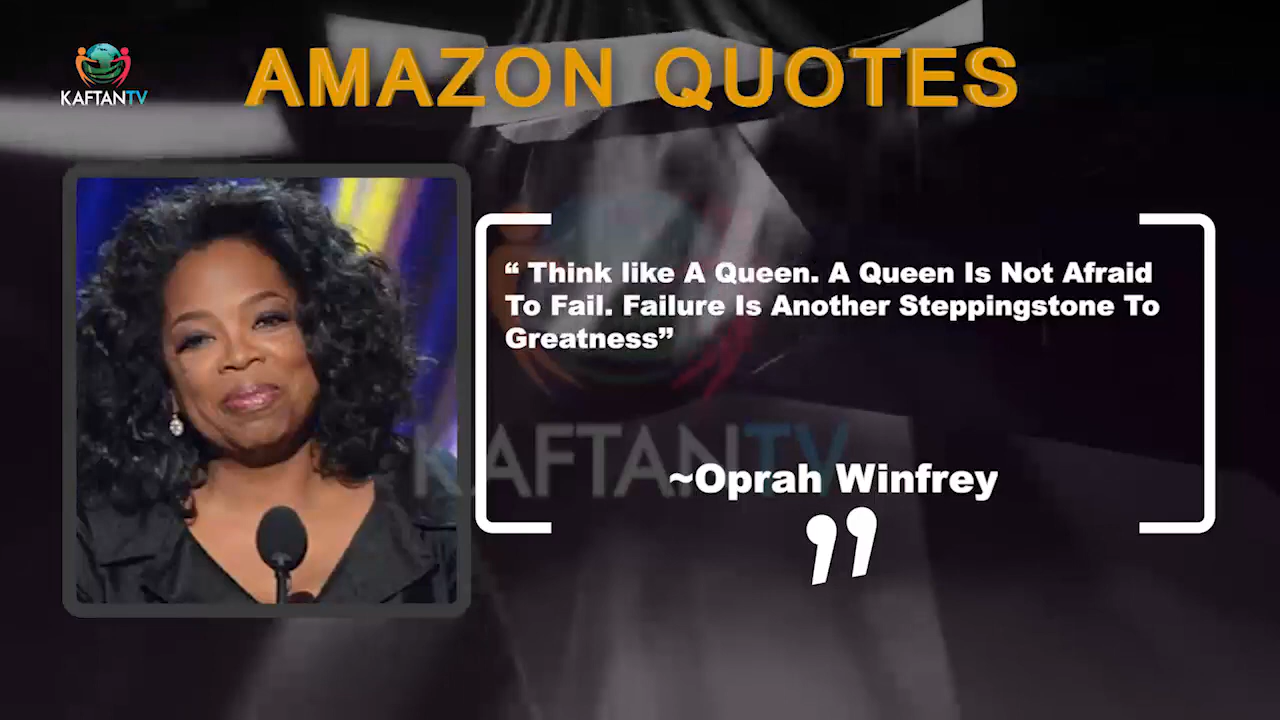 KAFTANTV
AMAZON QUOTES
“ Think like A Queen. A Queen Is Not Afraid
To Fail. Failure Is Another Steppingstone To
Greatness”
KAFTANTV
~Oprah Winfrey
”